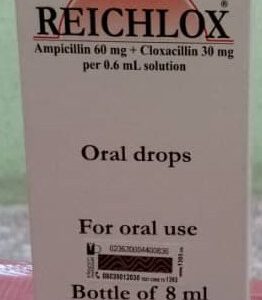 REICHLOX®
Ampicillin 60 mg + Cloxacillin 30 mg
per 0.6 mL solution
Oral drops
023630004400836
For oral use
Bottle of 8 ml